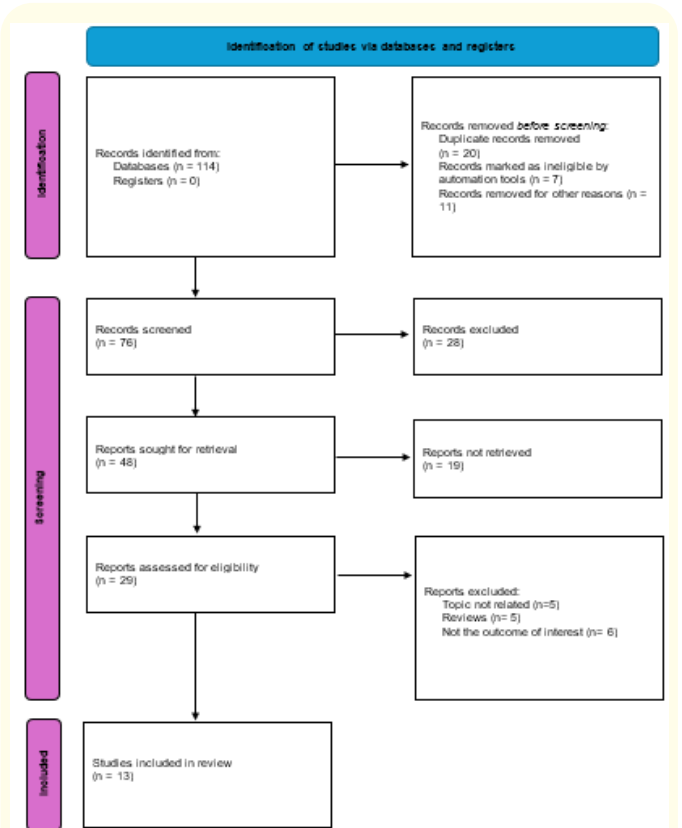 Identification of studies via databases and registers
Identification
Records identified from:
Databases (n = 114)
Registers (n = 0)
Records removed before screening:
Duplicate records removed
(n = 20)
Records marked as ineligible by
automation tools (n = 7)
Records removed for other reasons (n =
11)
Screening
Records screened
(n = 76)
Records excluded
(n = 28)
Reports sought for retrieval
(n = 48)
Reports not retrieved
(n = 19)
Reports assessed for eligibility
(n = 29)
Reports excluded:
Topic not related (n=5)
Reviews (n= 5)
Not the outcome of interest (n= 6)
Included
Studies included in review
(n = 13)